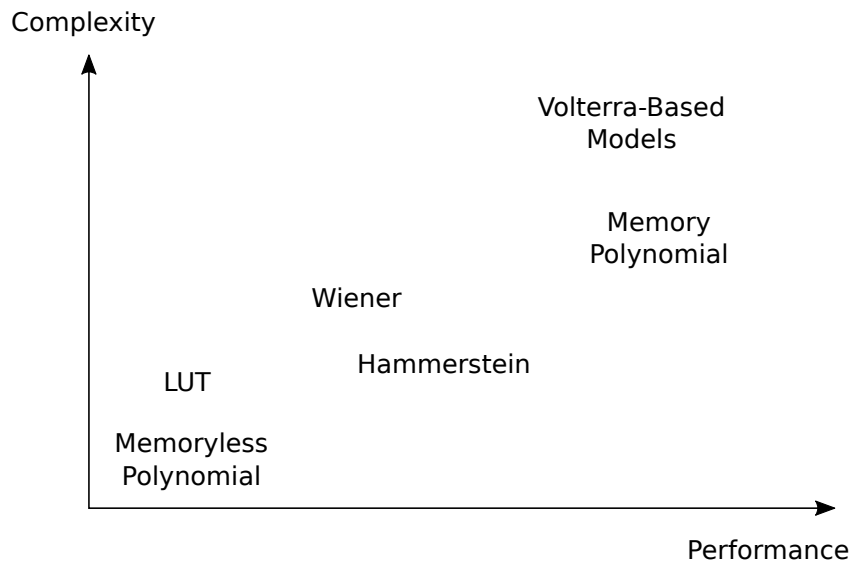 Complexity
Volterra-Based
Models
Memory
Polynomial
Wiener
Hammerstein
LUT
Memoryless
Polynomial
Performance